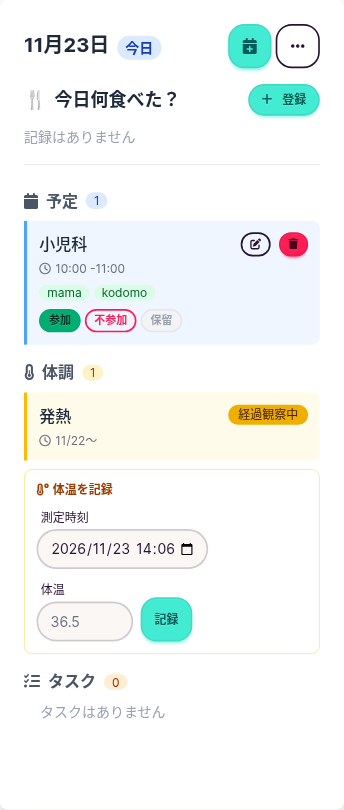 11月23日 今日
今日何食べた？ 登録
記録はありません
予定 1
小児科
10:00 -11:00
mama kodomo
参加 不参加 保留
体調 1
発熱 経過観察中
11/22〜
体温を記録
測定時刻
2026/11/23 14:06
体温
36.5 記録
タスク 0
タスクはありません